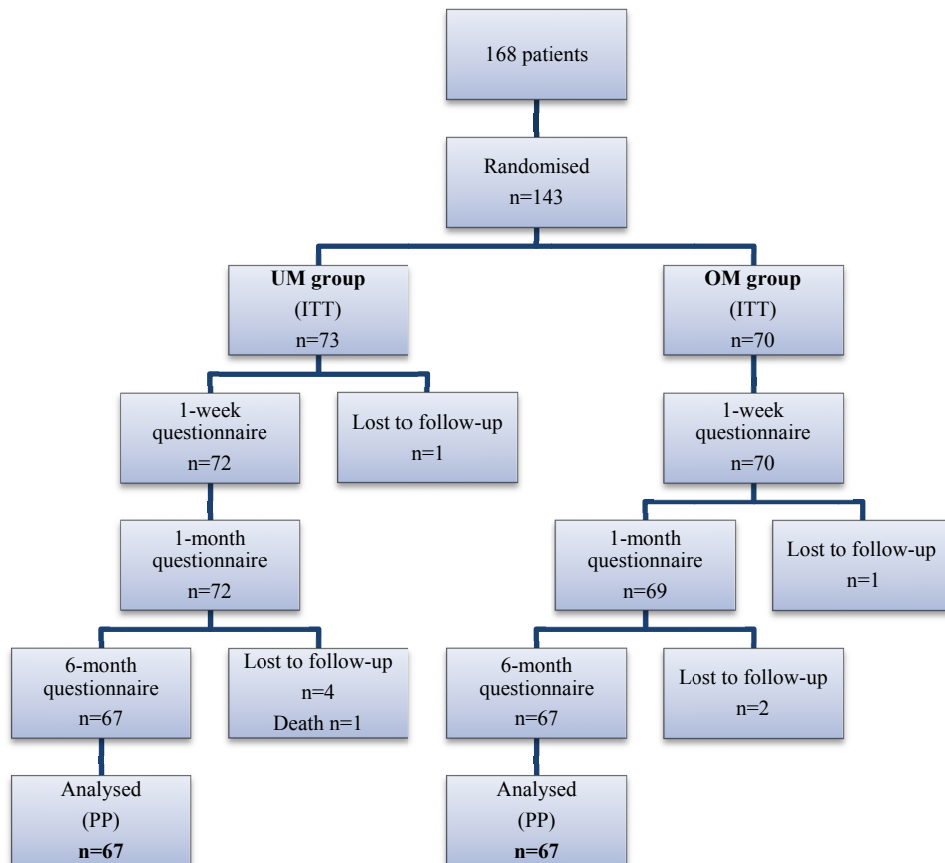 168 patients
Randomised
n=143
UM group
(ITT)
n=73
OM group
(ITT)
n=70
1-week
questionnaire
n=72
Lost to follow-up
n=1
1-week
questionnaire
n=70
1-month
questionnaire
n=72
1-month
questionnaire
n=69
Lost to follow-up
n=1
6-month
questionnaire
n=67
Lost to follow-up
n=4
Death n=1
6-month
questionnaire
n=67
Lost to follow-up
n=2
Analysed
(PP)
n=67
Analysed
(PP)
n=67